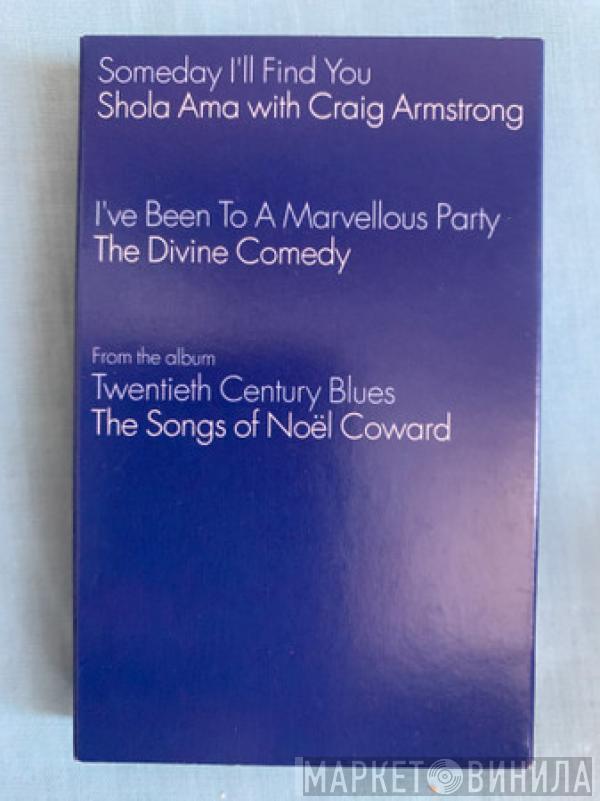 Someday I'll Find You
Shola Ama with Craig Armstrong
I've Been To A Marvellous Party
The Divine Comedy
From the album
Twentieth Century Blues
The Songs of Noël Coward
МАРКЕТ ВИНИЛА